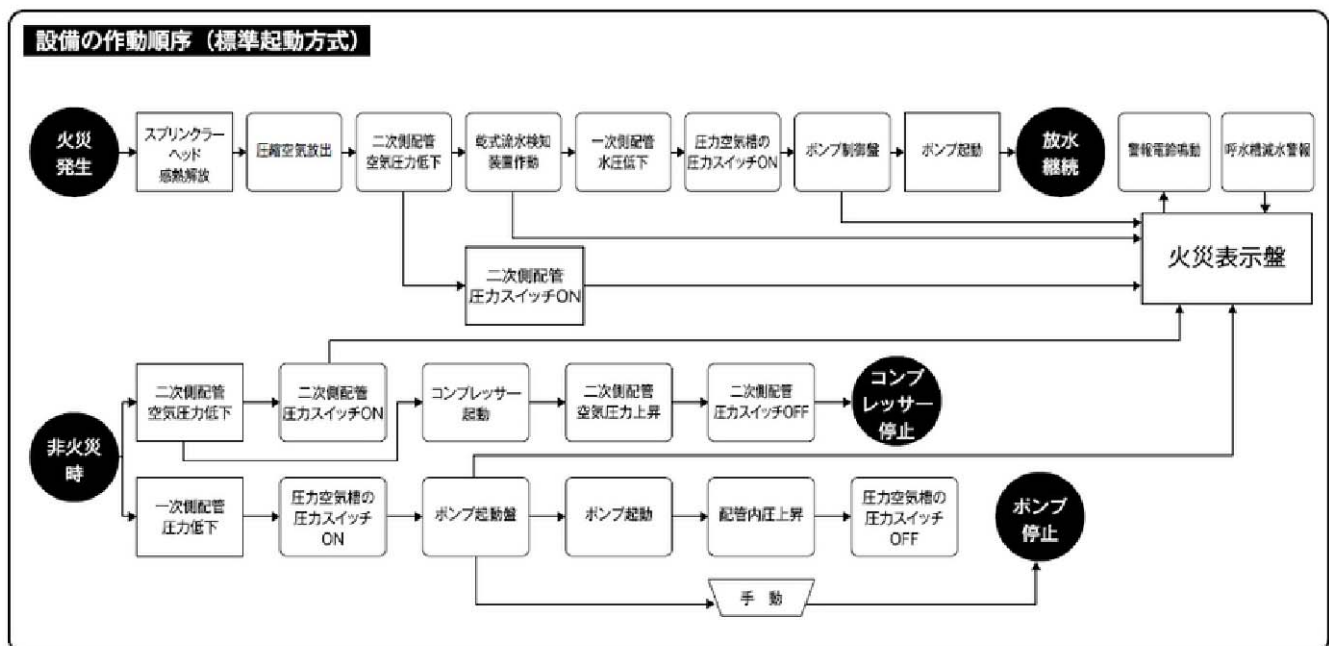 設備の作動順序（標準起動方式）
火災
発生
スプリンクラー
ヘッド
感熱解放
圧縮空気放出
二次側配管
空気圧力低下
乾式流水検知
装置作動
一次側配管
水圧低下
圧力空気槽の
圧力スイッチON
ポンプ制御盤
ポンプ起動
放水
継続
警報電鈴鳴動
呼水槽減水警報
火災表示盤
二次側配管
圧力スイッチON
非火災
時
二次側配管
空気圧力低下
二次側配管
圧力スイッチON
コンプレッサー
起動
二次側配管
空気圧力上昇
二次側配管
圧力スイッチOFF
コンプ
レッサー
停止
一次側配管
圧力低下
圧力空気槽の
圧力スイッチ
ON
ポンプ起動盤
ポンプ起動
配管内圧上昇
圧力空気槽の
圧力スイッチ
OFF
ポンプ
停止
手　動